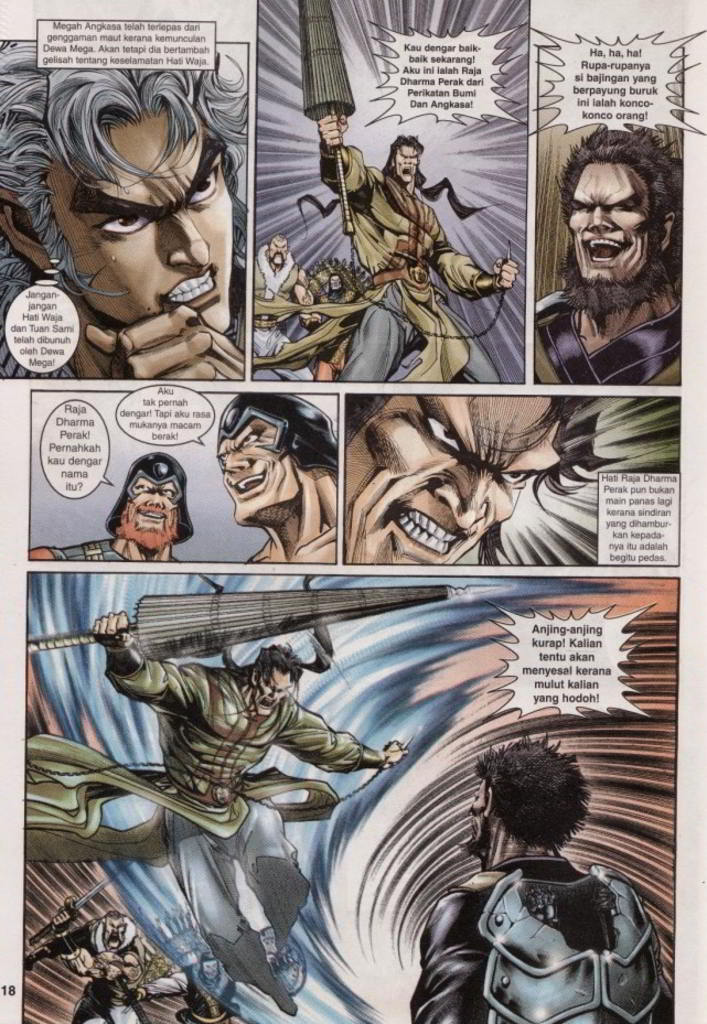 Megah Angkasa telah terlepas dari
genggaman maut kerana kemunculan
Dewa Mega. Akan tetapi dia bertambah
gelisah tentang keselamatan Hati Waja.
Jangan-
jangan
Hati Waja
dan Tuan Sami
telah dibunuh
oleh Dewa
Mega!
Kau dengar baik-
baik sekarang!
Aku ini ialah Raja
Dharma Perak dari
Perikatan Bumi
Dan Angkasa!
Ha, ha, ha!
Rupa-rupanya
si bajingan yang
berpayung buruk
ini ialah konco-
konco orang!
Raja
Dharma
Perak!
Pernahkah
kau dengar
nama
itu?
Aku
tak pernah
dengar! Tapi aku rasa
mukanya macam
berak!
Hati Raja Dharma
Perak pun bukan
main panas lagi
kerana sindiran
yang dihambur-
kan kepada-
nya itu adalah
begitu pedas.
Anjing-anjing
kurap! Kalian
tentu akan
menyesal kerana
mulut kalian
yang hodoh!
18